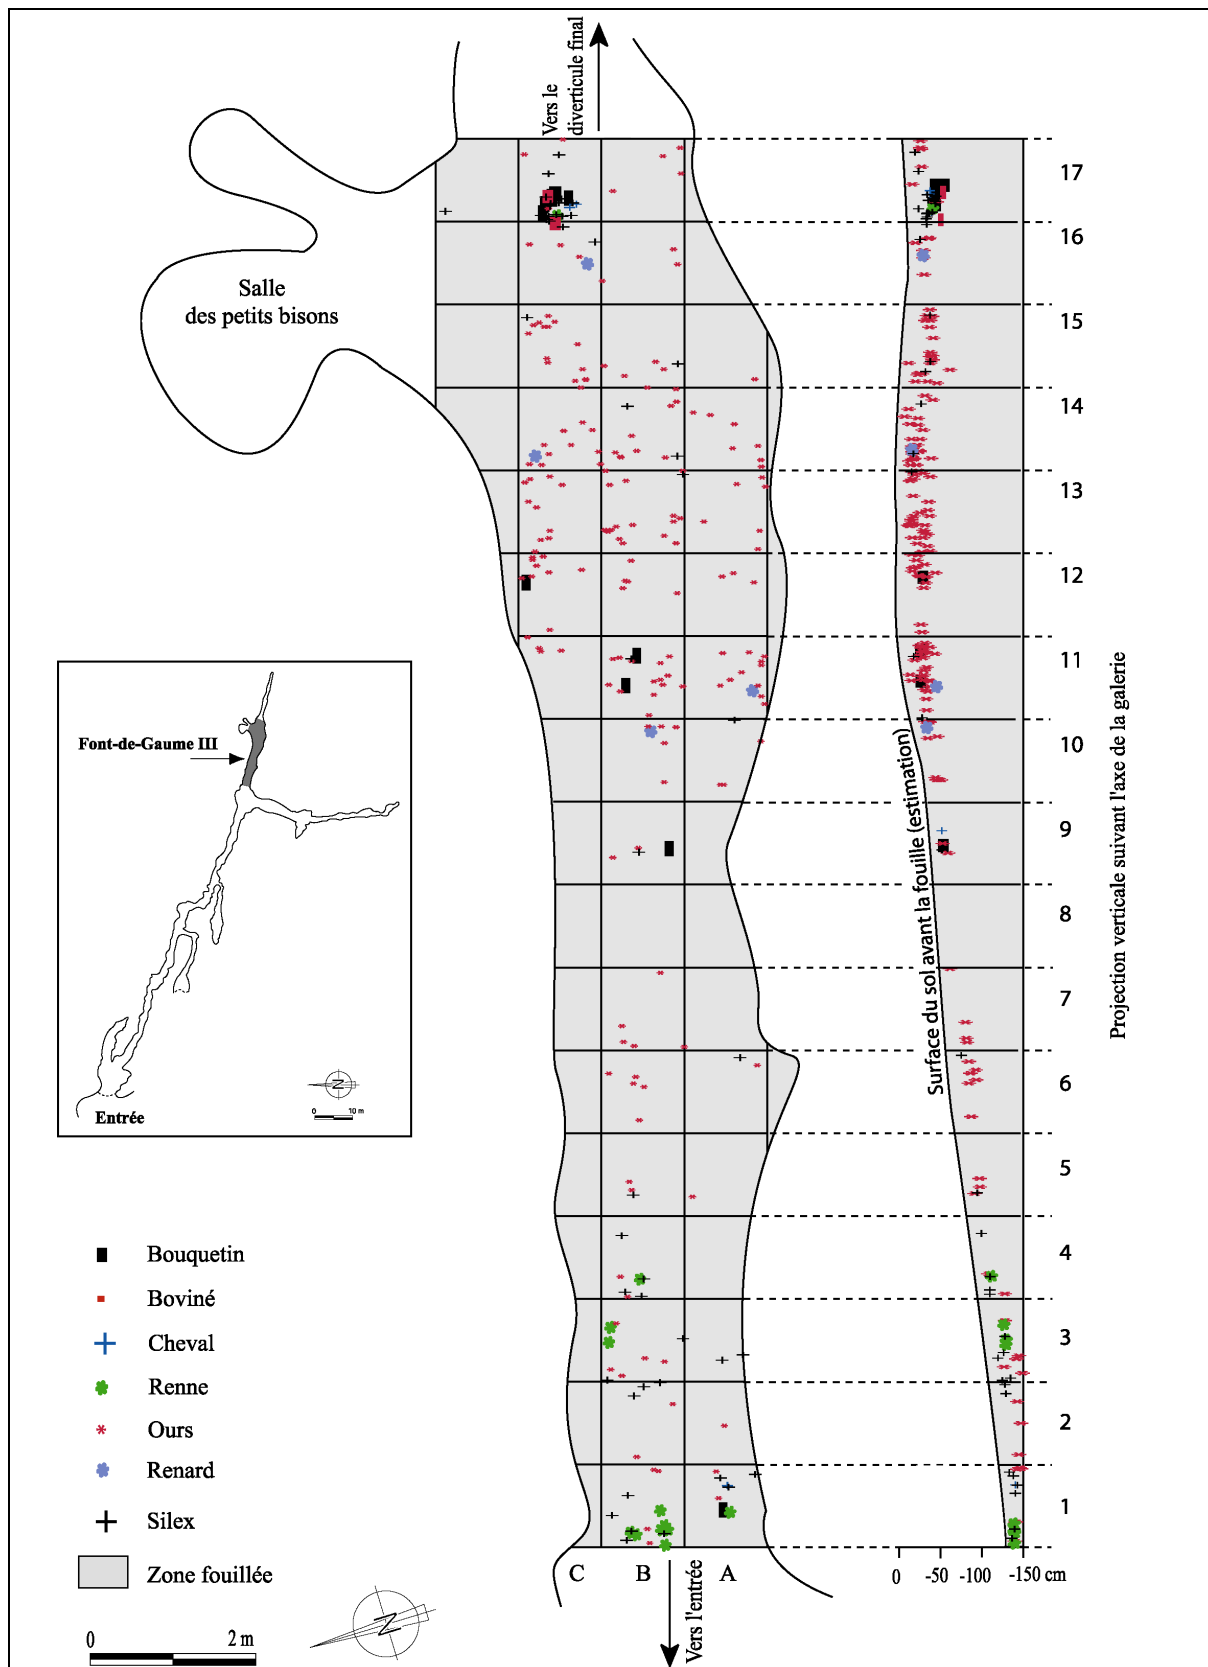 Vers le
diverticule final
Salle
des petits bisons
17
16
15
14
13
12
11
10
9
8
7
6
5
4
3
2
1
Surface du sol avant la fouille (estimation)
Projection verticale suivant l'axe de la galerie
Font-de-Gaume III
Entrée
N
0 10 m
Bouquetin
Boviné
Cheval
Renne
Ours
Renard
Silex
Zone fouillée
C B A
Vers l'entrée
0 -50 -100 -150 cm
0 2 m
N